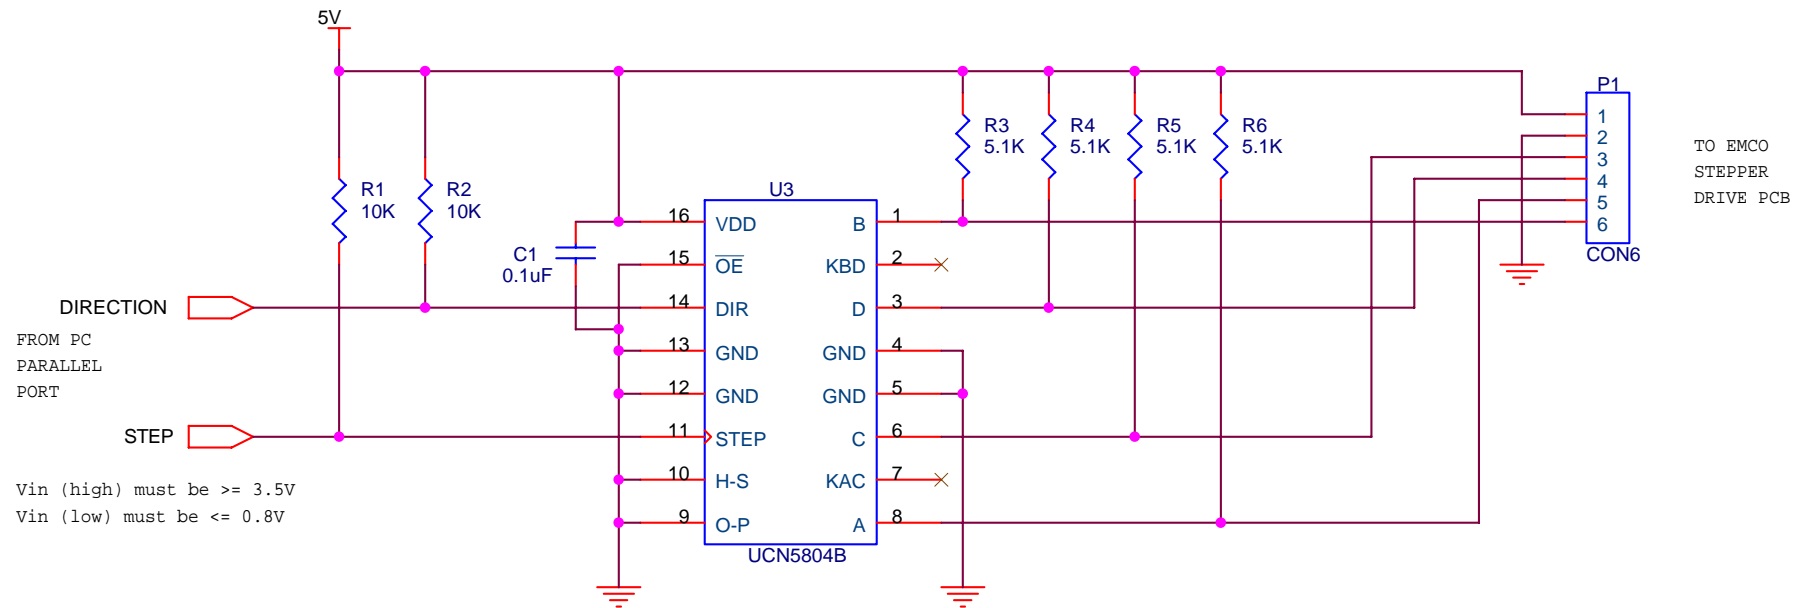 5V
P1
1
2
3
4
5
6
CON6
TO EMCO
STEPPER
DRIVE PCB
R3
5.1K
R4
5.1K
R5
5.1K
R6
5.1K
R1
10K
R2
10K
C1
0.1uF
U3
16 VDD B 1
15 OE KBD 2
14 DIR D 3
13 GND GND 4
12 GND GND 5
11 STEP C 6
10 H-S KAC 7
9 O-P A 8
UCN5804B
DIRECTION
FROM PC
PARALLEL
PORT
STEP
Vin (high) must be >= 3.5V
Vin (low) must be <= 0.8V